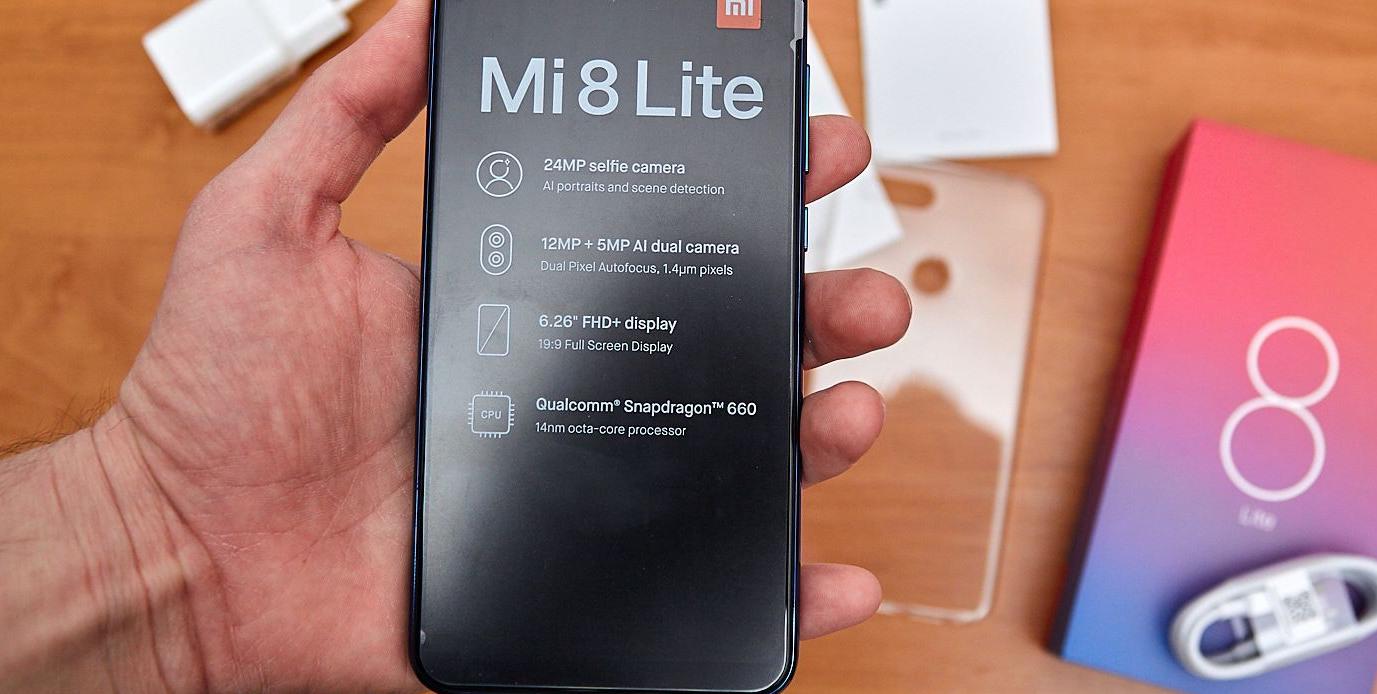 mi
Mi 8 Lite
24MP selfie camera
AI portraits and scene detection
12MP + 5MP AI dual camera
Dual Pixel Autofocus, 1.4μm pixels
6.26" FHD+ display
19:9 Full Screen Display
CPU
Qualcomm® Snapdragon™ 660
14nm octa-core processor
8
Lite